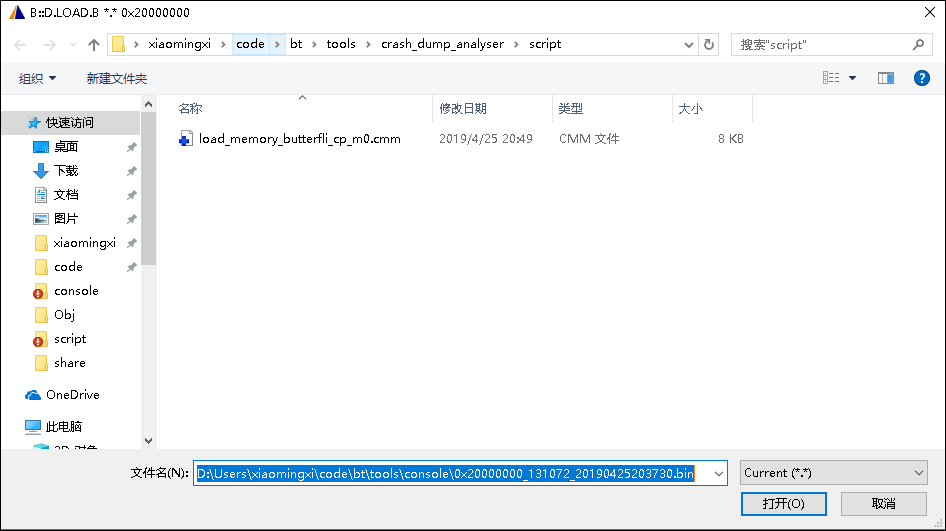 B::D.LOAD.B *.* 0x20000000
xiaomingxi > code > bt > tools > crash_dump_analyser > script
搜索"script"
组织 新建文件夹
名称 修改日期 类型 大小
load_memory_butterfli_cp_m0.cmm 2019/4/25 20:49 CMM 文件 8 KB
快速访问
桌面
下载
文档
图片
xiaomingxi
code
console
Obj
script
share
OneDrive
此电脑
3D 对象
文件名(N): D:\Users\xiaomingxi\code\bt\tools\console\0x20000000_131072_20190425203730.bin
Current (*.*)
打开(O) 取消